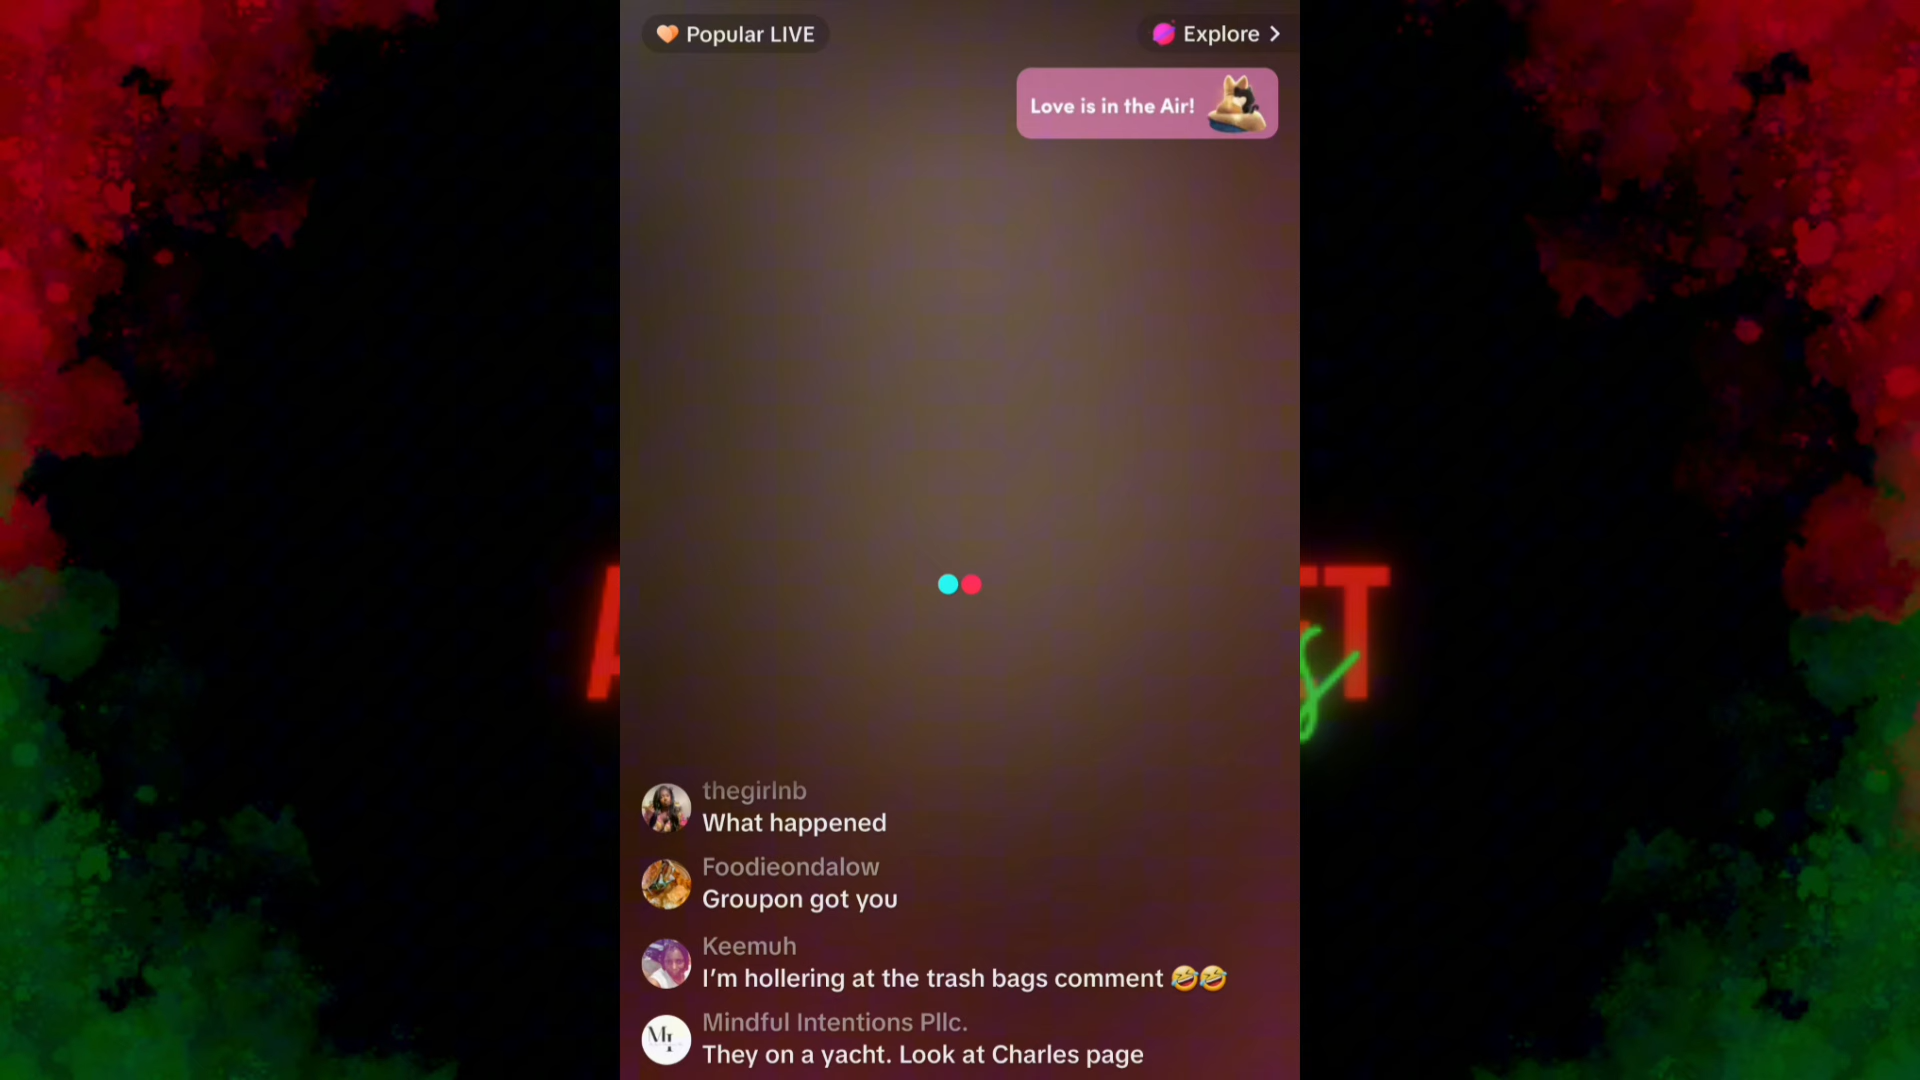 Popular LIVE
Explore >
Love is in the Air!
thegirlnb
What happened
Foodieondalow
Groupon got you
Keemuh
I'm hollering at the trash bags comment 🤣🤣
Mindful Intentions Pllc.
They on a yacht. Look at Charles page